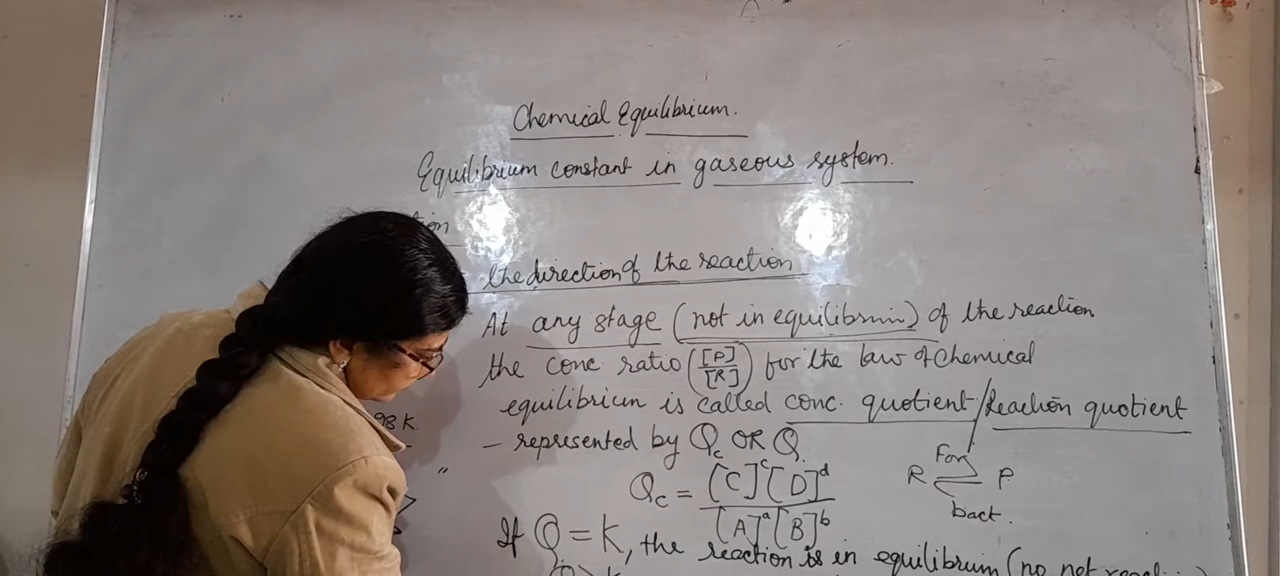 Chemical Equilibrium.
Equilibrium constant in gaseous system.
the direction of the reaction
At any stage (not in equilibrium) of the reaction
the conc ratio ([P]/[R]) for the law of chemical
equilibrium is called conc. quotient/Reaction quotient
98 K.
– represented by Qc OR Q.
"
Qc = [C]^c [D]^d / [A]^a [B]^b
For
R ⇌ P
back.
If Q = K, the reaction is in equilibrium (no net